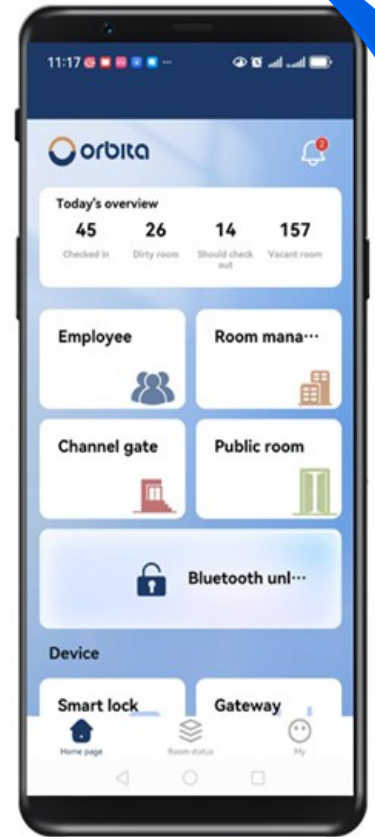 11:17
orbita
2
Today's overview
45 26 14 157
Checked in Dirty room Should check out Vacant room
Employee Room mana···
Channel gate Public room
Bluetooth unl···
Device
Smart lock Gateway
Home page Room status My